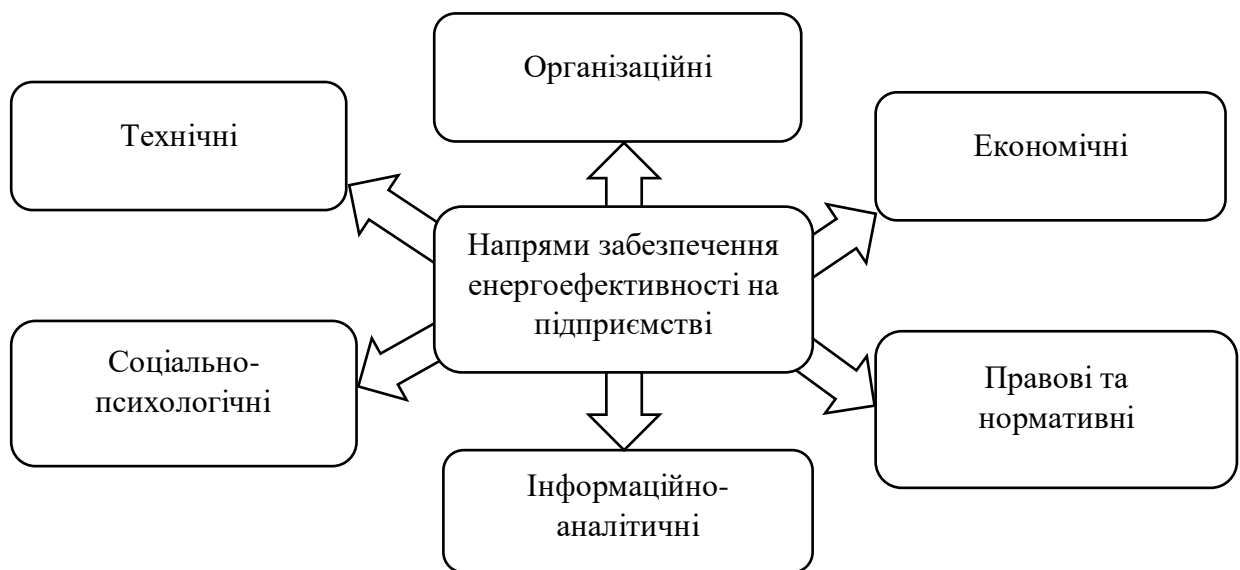 Організаційні
Технічні
Економічні
Напрями забезпечення
енергоефективності на
підприємстві
Соціально-
психологічні
Правові та
нормативні
Інформаційно-
аналітичні